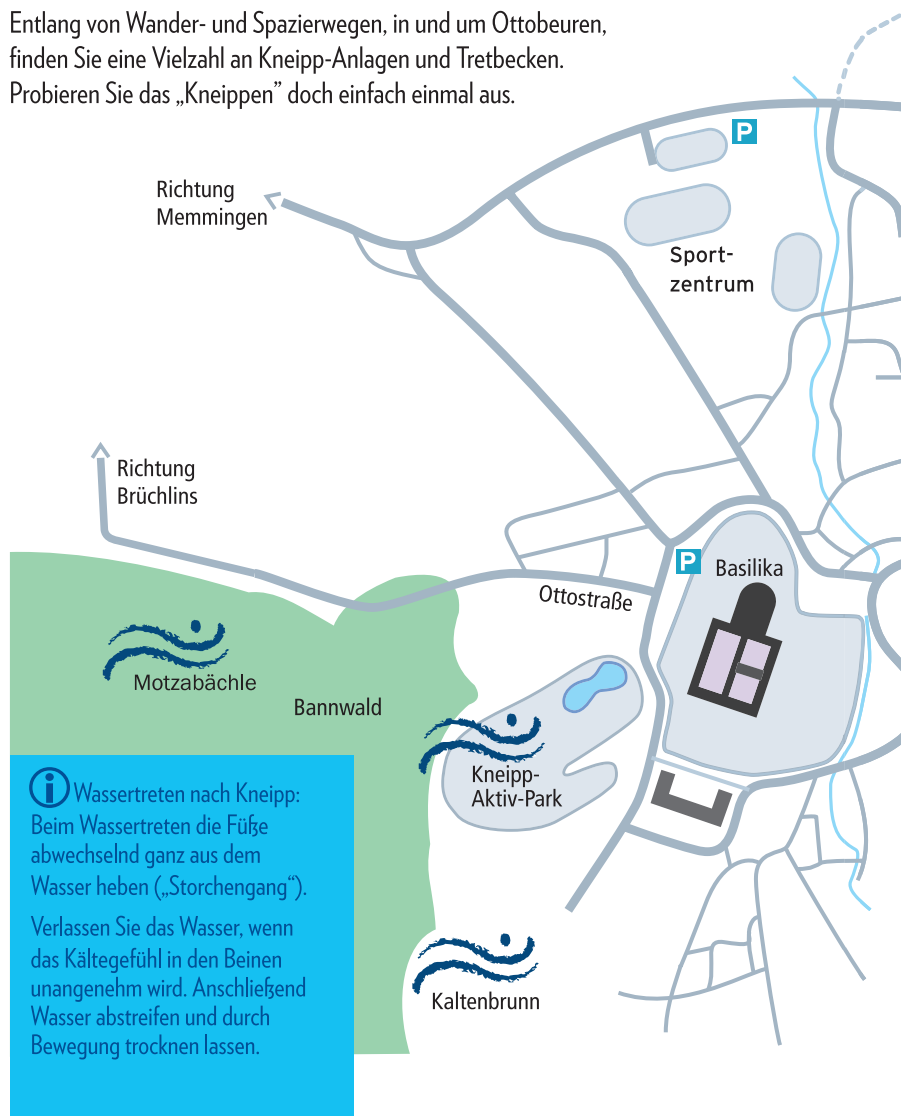 Entlang von Wander- und Spazierwegen, in und um Ottobeuren,
finden Sie eine Vielzahl an Kneipp-Anlagen und Tretbecken.
Probieren Sie das „Kneippen” doch einfach einmal aus.
P
Richtung
Memmingen
Sport-
zentrum
Richtung
Brüchlins
P
Basilika
Ottostraße
Motzabächle
Bannwald
Kneipp-
Aktiv-Park
i Wassertreten nach Kneipp:
Beim Wassertreten die Füße
abwechselnd ganz aus dem
Wasser heben („Storchengang“).
Verlassen Sie das Wasser, wenn
das Kältegefühl in den Beinen
unangenehm wird. Anschließend
Wasser abstreifen und durch
Bewegung trocknen lassen.
Kaltenbrunn